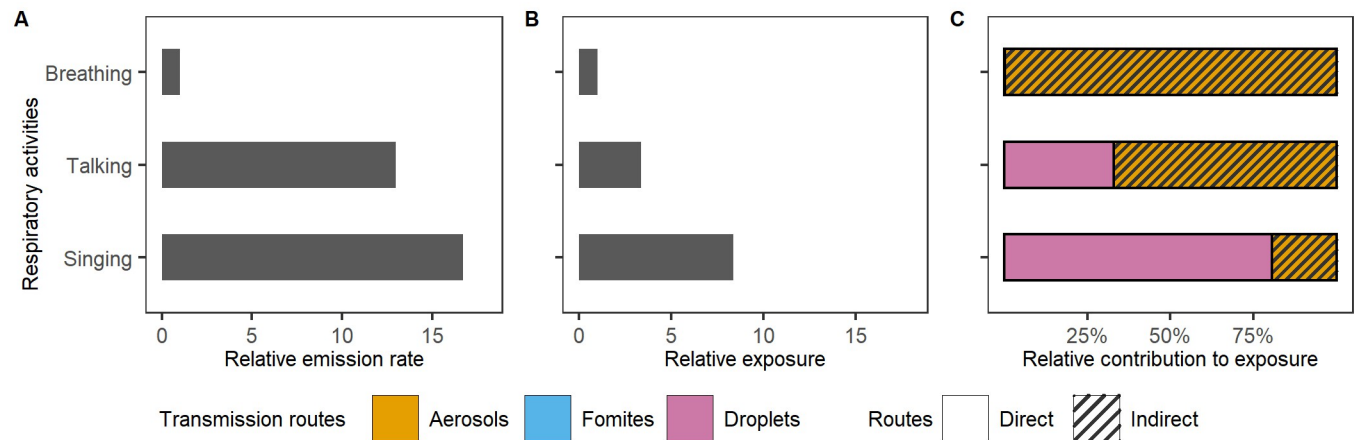 A
B
C
Respiratory activities
Breathing
Talking
Singing
0 5 10 15
Relative emission rate
0 5 10 15
Relative exposure
25% 50% 75%
Relative contribution to exposure
Transmission routes Aerosols Fomites Droplets Routes Direct Indirect